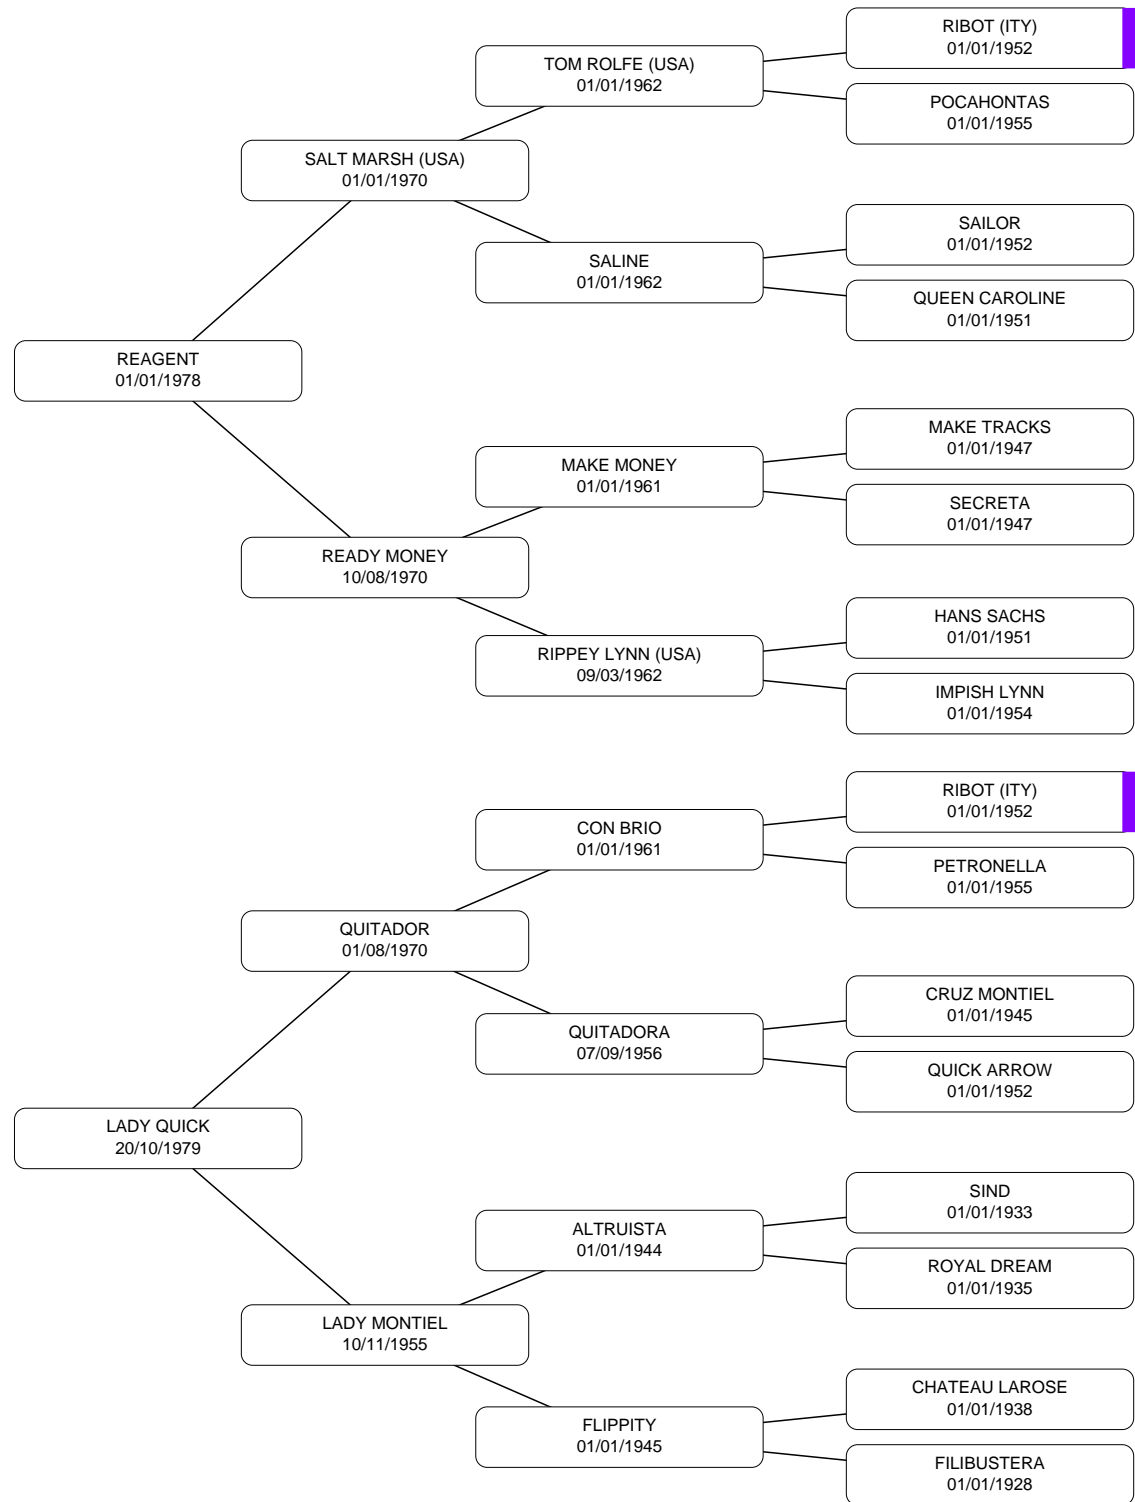 RIBOT (ITY)
01/01/1952
TOM ROLFE (USA)
01/01/1962
POCAHONTAS
01/01/1955
SALT MARSH (USA)
01/01/1970
SAILOR
01/01/1952
SALINE
01/01/1962
QUEEN CAROLINE
01/01/1951
REAGENT
01/01/1978
MAKE TRACKS
01/01/1947
MAKE MONEY
01/01/1961
SECRETA
01/01/1947
READY MONEY
10/08/1970
HANS SACHS
01/01/1951
RIPPEY LYNN (USA)
09/03/1962
IMPISH LYNN
01/01/1954
RIBOT (ITY)
01/01/1952
CON BRIO
01/01/1961
PETRONELLA
01/01/1955
QUITADOR
01/08/1970
CRUZ MONTIEL
01/01/1945
QUITADORA
07/09/1956
QUICK ARROW
01/01/1952
LADY QUICK
20/10/1979
SIND
01/01/1933
ALTRUISTA
01/01/1944
ROYAL DREAM
01/01/1935
LADY MONTIEL
10/11/1955
CHATEAU LAROSE
01/01/1938
FLIPPITY
01/01/1945
FILIBUSTERA
01/01/1928